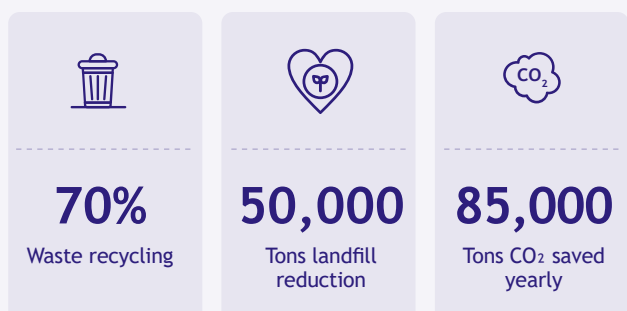 CO₂
70%
50,000
85,000
Waste recycling
Tons landfill
reduction
Tons CO₂ saved
yearly